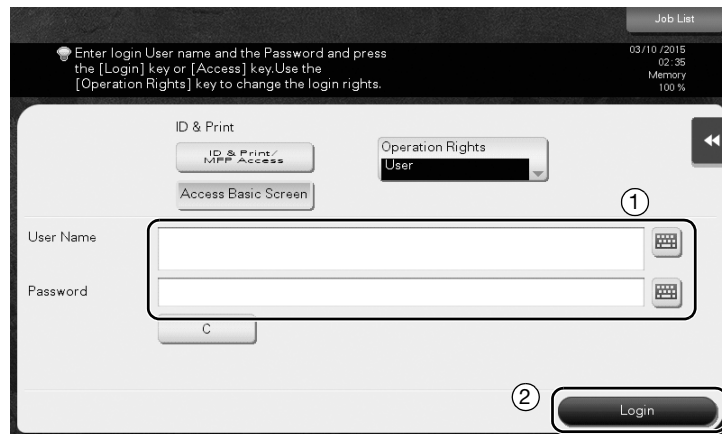 Job List
Enter login User name and the Password and press
the [Login] key or [Access] key.Use the
[Operation Rights] key to change the login rights.
03/10 /2015
02:35
Memory
100 %
ID & Print
ID & Print/
MFP Access
Operation Rights
User
Access Basic Screen
1
User Name
Password
C
2
Login